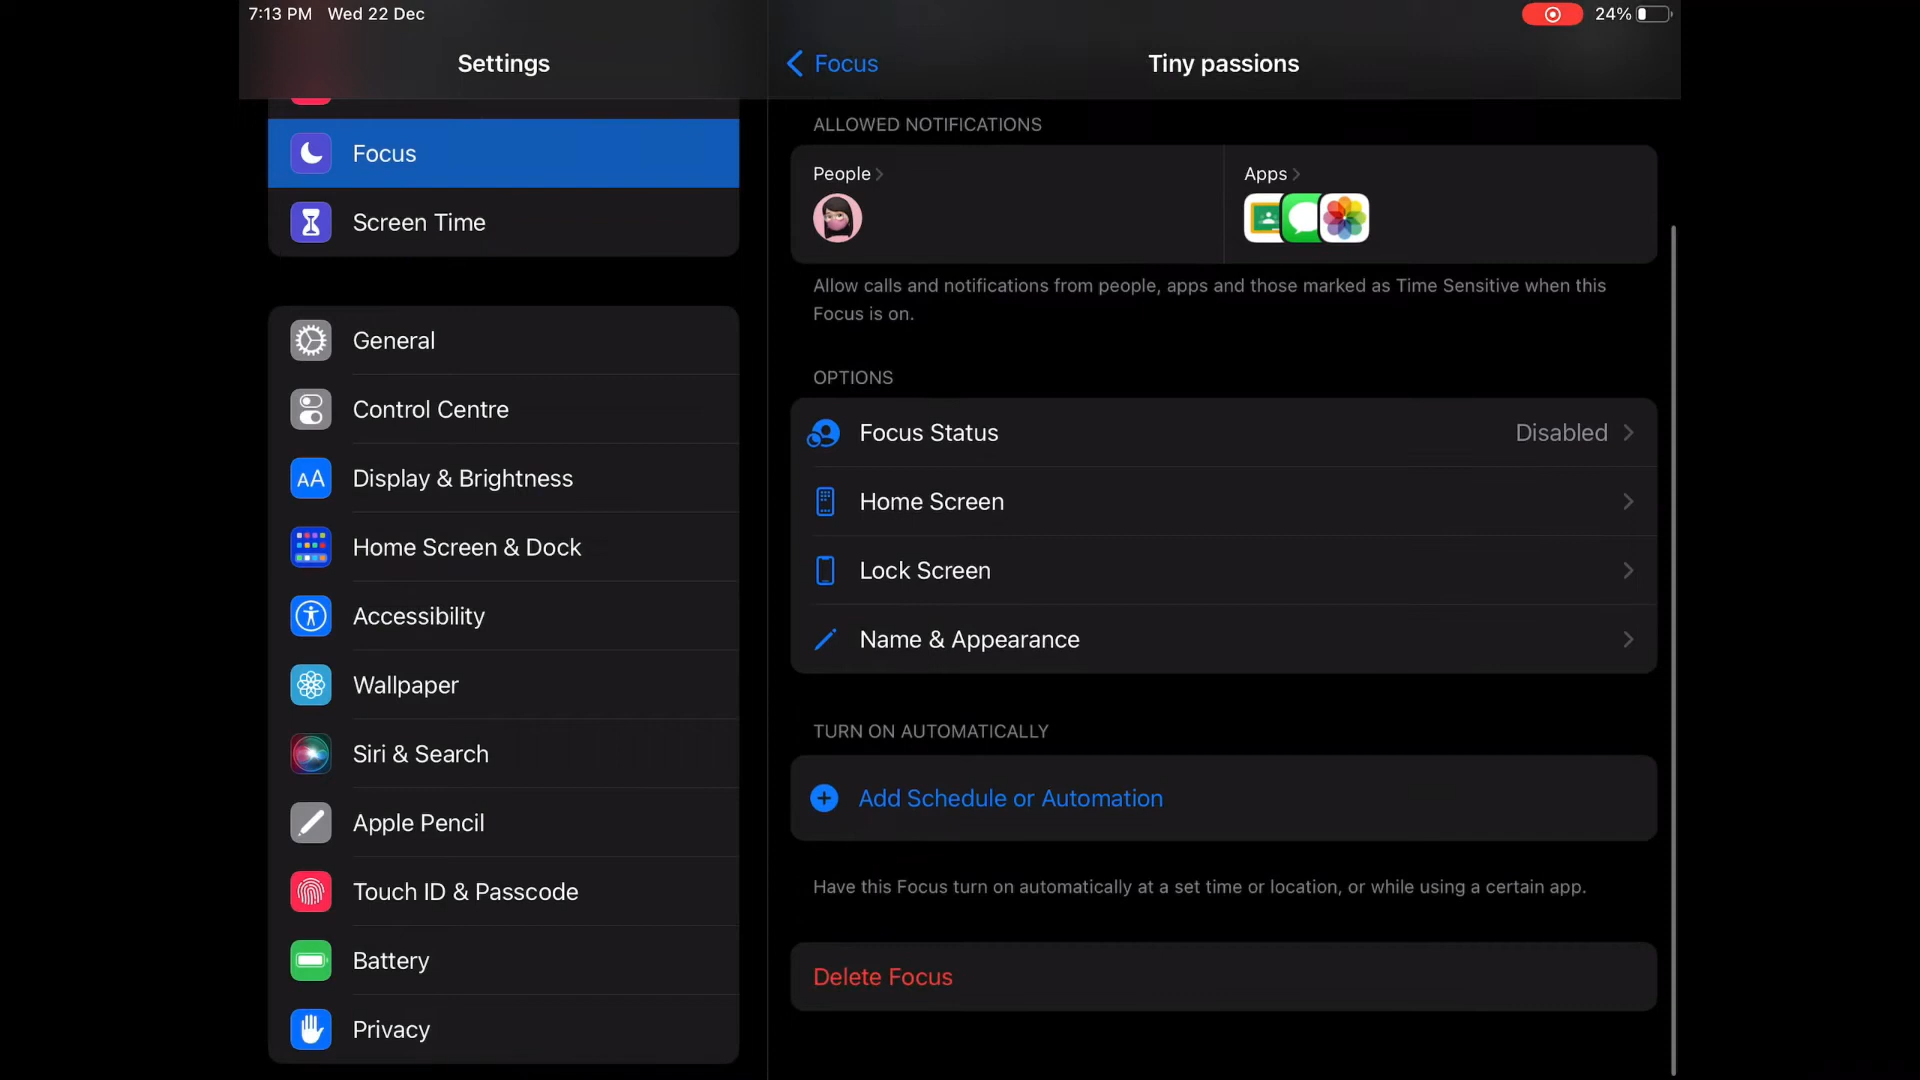 7:13 PM Wed 22 Dec
24%
Settings
Focus
Screen Time
General
Control Centre
Display & Brightness
AA
Home Screen & Dock
Accessibility
Wallpaper
Siri & Search
Apple Pencil
Touch ID & Passcode
Battery
Privacy
Focus
Tiny passions
ALLOWED NOTIFICATIONS
People
Apps
Allow calls and notifications from people, apps and those marked as Time Sensitive when this
Focus is on.
OPTIONS
Focus Status
Disabled
Home Screen
Lock Screen
Name & Appearance
TURN ON AUTOMATICALLY
Add Schedule or Automation
Have this Focus turn on automatically at a set time or location, or while using a certain app.
Delete Focus